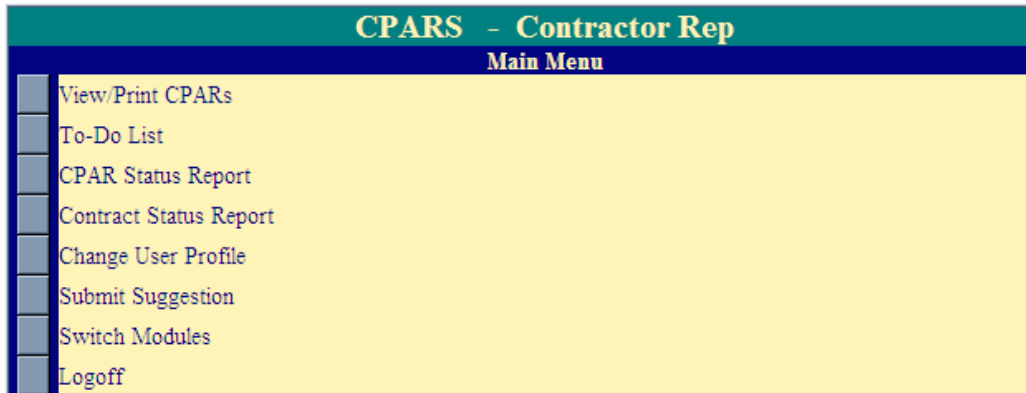 CPARS - Contractor Rep
Main Menu
View/Print CPARs
To-Do List
CPAR Status Report
Contract Status Report
Change User Profile
Submit Suggestion
Switch Modules
Logoff